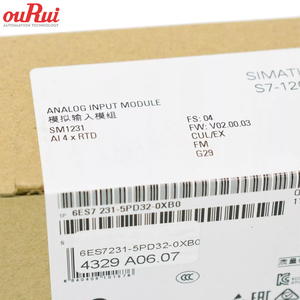 ouRui
AUTOMATION TECHNOLOGY
SIMATIC
S7-120
ANALOG INPUT MODULE
模拟输入模组
SM1231
AI 4 x RTD
FS: 04
FW: V02.00.03
CUL/EX
FM
G29
1P 6ES7 231-5PD32-0XB0
6ES7231-5PD32-0XB0
4329 A06.07